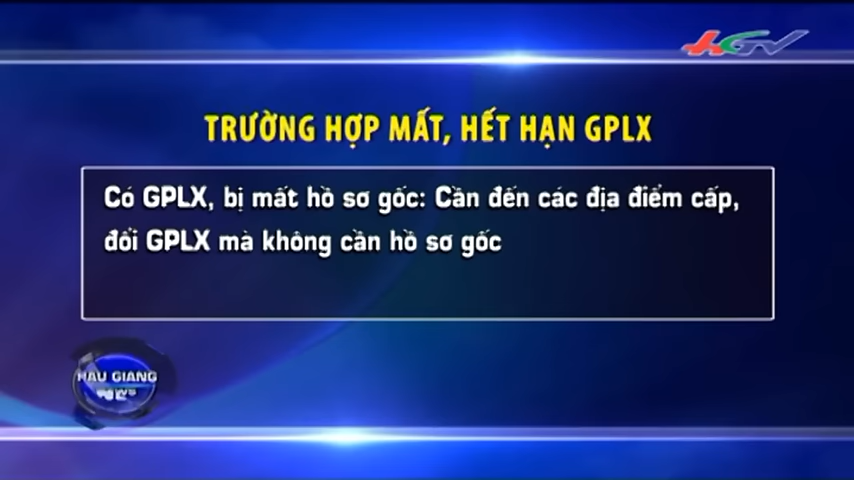 HGV
TRƯỜNG HỢP MẤT, HẾT HẠN GPLX
Có GPLX, bị mất hồ sơ gốc: Cần đến các địa điểm cấp,
đổi GPLX mà không cần hồ sơ gốc
HAU GIANG